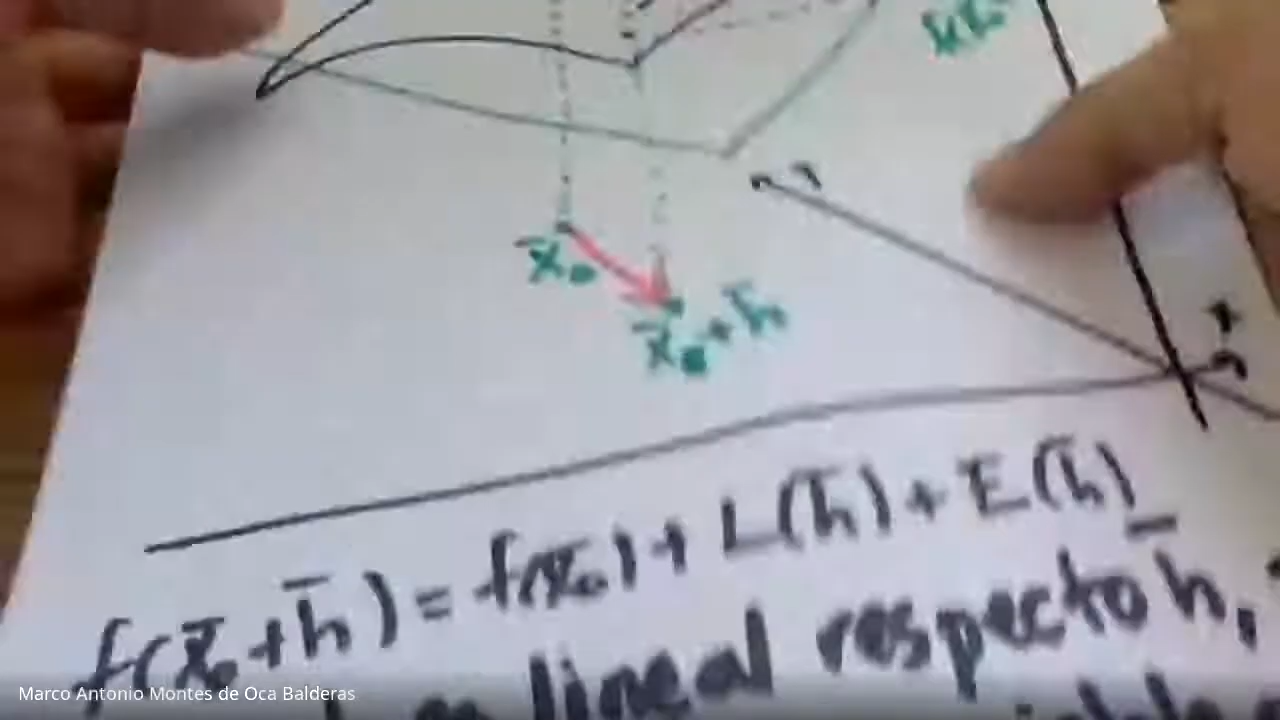 x̄₀
x̄₀ + h̄
f(x̄₀+h̄) = f(x̄₀) + L(h̄) + E(h̄)
lineal respecto h̄,
Marco Antonio Montes de Oca Balderas